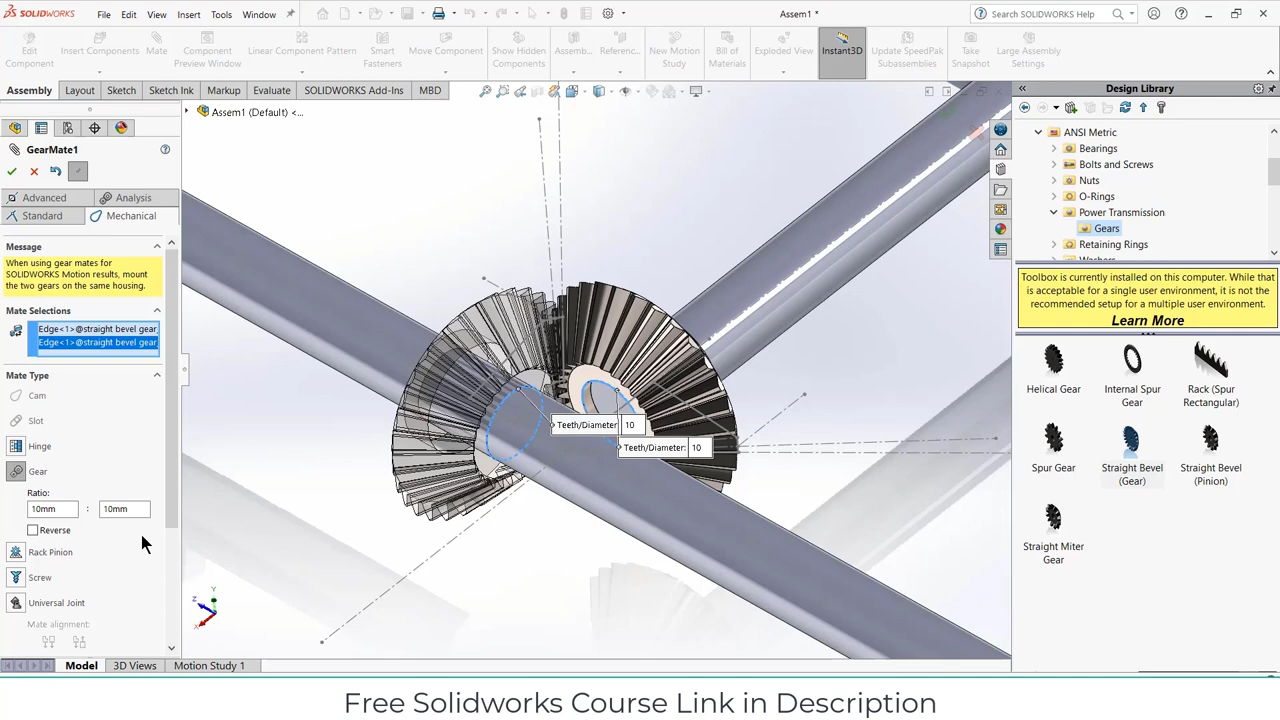 SOLIDWORKS
File
Edit
View
Insert
Tools
Window
Assem1 *
Search SOLIDWORKS Help
Edit
Component
Insert Components
Mate
Component
Preview Window
Linear Component Pattern
Smart
Fasteners
Move Component
Show Hidden
Components
Assemb...
Referenc...
New Motion
Study
Bill of
Materials
Exploded View
Instant3D
Update SpeedPak
Subassemblies
Take
Snapshot
Large Assembly
Settings
Assembly
Layout
Sketch
Sketch Ink
Markup
Evaluate
SOLIDWORKS Add-Ins
MBD
Assem1 (Default) <...
GearMate1
Advanced
Analysis
Standard
Mechanical
Message
When using gear mates for
SOLIDWORKS Motion results, mount
the two gears on the same housing.
Mate Selections
Edge<1>@straight bevel gear
Edge<1>@straight bevel gear
Mate Type
Cam
Slot
Hinge
Gear
Ratio:
10mm : 10mm
Reverse
Rack Pinion
Screw
Universal Joint
Mate alignment:
Teeth/Diameter: 10
Teeth/Diameter: 10
Y
Z
X
Model
3D Views
Motion Study 1
Design Library
ANSI Metric
Bearings
Bolts and Screws
Nuts
O-Rings
Power Transmission
Gears
Retaining Rings
Toolbox is currently installed on this computer. While that
is acceptable for a single user environment, it is not the
recommended setup for a multiple user environment.
Learn More
Helical Gear
Internal Spur
Gear
Rack (Spur
Rectangular)
Spur Gear
Straight Bevel
(Gear)
Straight Bevel
(Pinion)
Straight Miter
Gear
Free Solidworks Course Link in Description